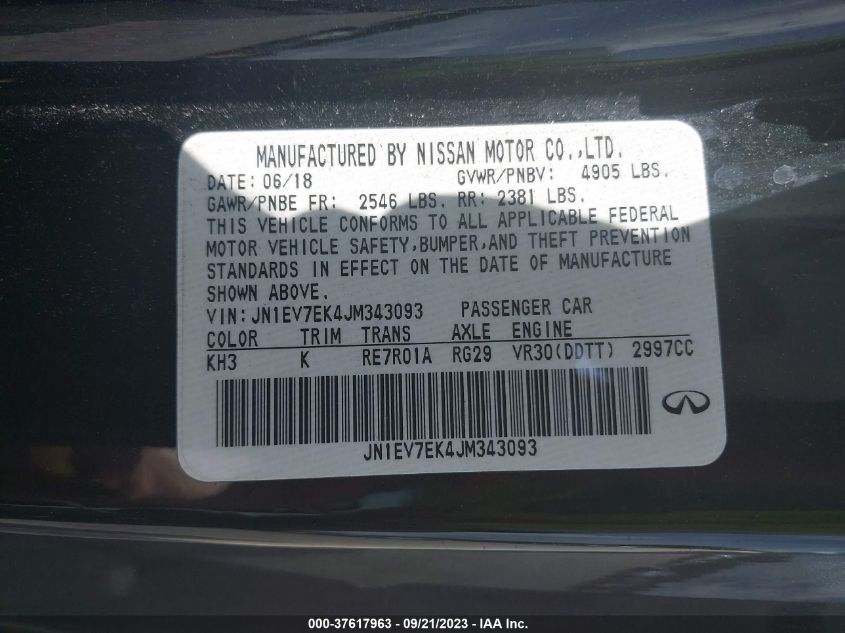 MANUFACTURED BY NISSAN MOTOR CO.,LTD.
DATE: 06/18 GVWR/PNBV: 4905 LBS.
GAWR/PNBE FR: 2546 LBS. RR: 2381 LBS.
THIS VEHICLE CONFORMS TO ALL APPLICABLE FEDERAL
MOTOR VEHICLE SAFETY,BUMPER,AND THEFT PREVENTION
STANDARDS IN EFFECT ON THE DATE OF MANUFACTURE
SHOWN ABOVE.
VIN: JN1EV7EK4JM343093 PASSENGER CAR
COLOR TRIM TRANS AXLE ENGINE
KH3 K RE7R01A RG29 VR30(DDTT) 2997CC
JN1EV7EK4JM343093
000-37617963 - 09/21/2023 - IAA Inc.